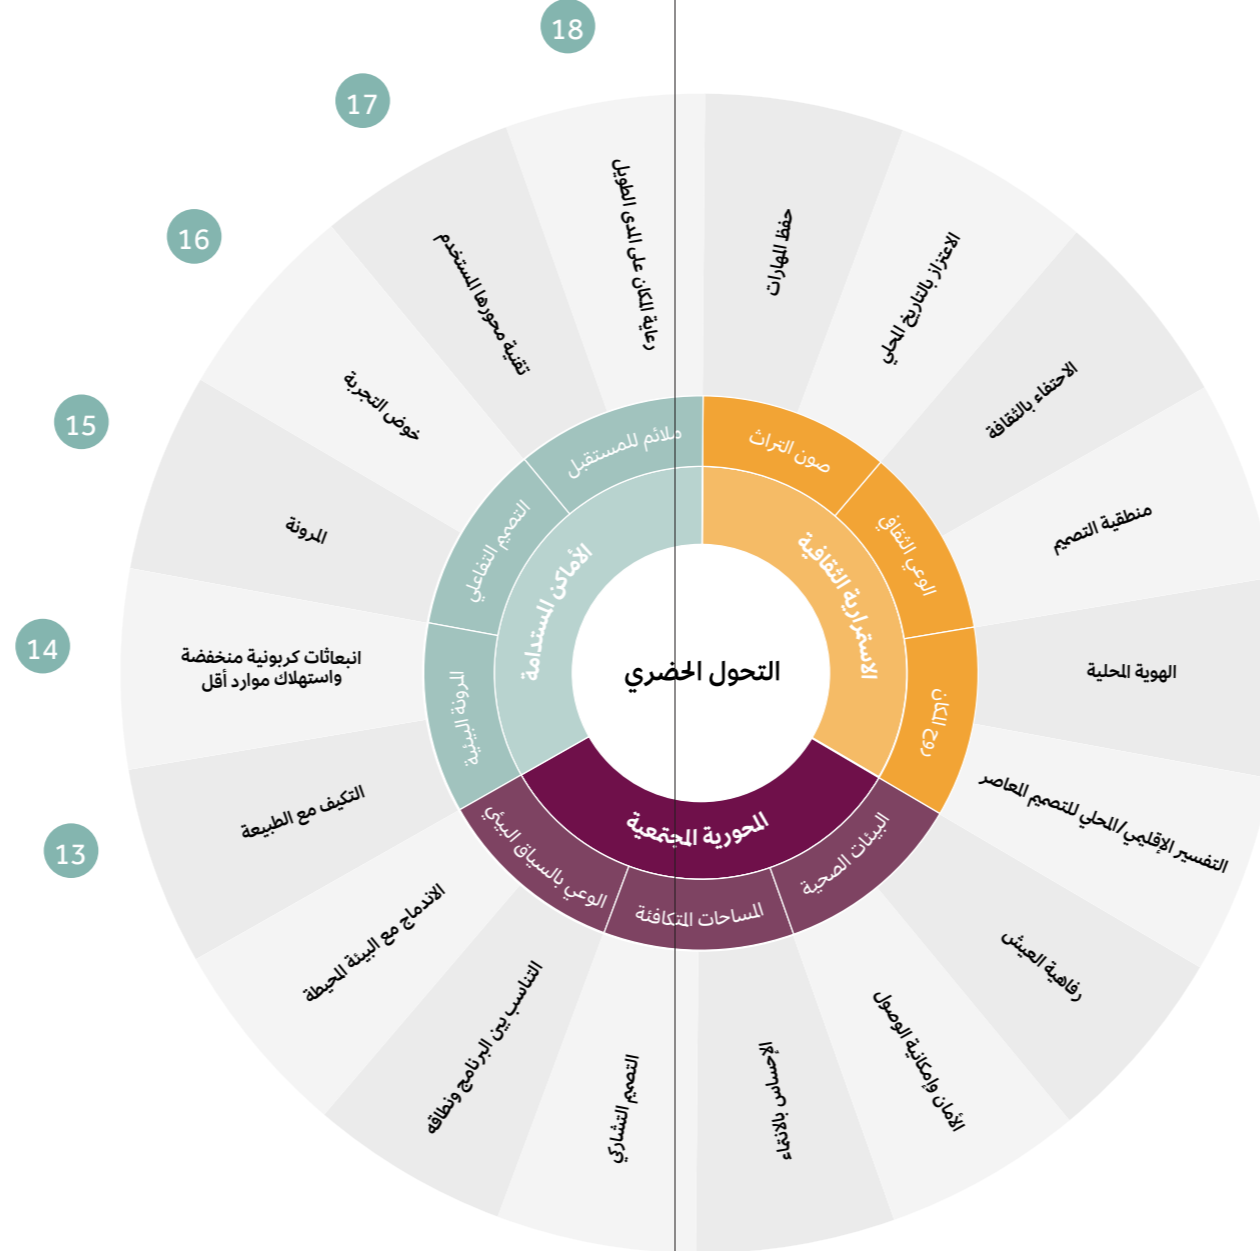 التحول الحضري
الاستمرارية الثقافية
المحورية المجتمعية
الأماكن المستدامة
صون التراث
الوعي الثقافي
روح المكان
البيئات الصحية
المساحات المتكافئة
الوعي بالسياق البيئي
المرونة البيئية
التصميم التفاعلي
ملائم للمستقبل
حفظ المهارات
الاعتزاز بالتاريخ المحلي
الاحتفاء بالثقافة
منطقية التصميم
الهوية المحلية
التفسير الإقليمي/المحلي للتصميم المعاصر
رفاهية العيش
الأمان وإمكانية الوصول
الإحساس بالانتماء
التصميم التشاركي
التناسب بين البرنامج ونطاقه
الاندماج مع البيئة المحيطة
التكيف مع الطبيعة
انبعاثات كربونية منخفضة
واستهلاك موارد أقل
المرونة
خوض التجربة
تقنية محورها المستخدم
رعاية المكان على المدى الطويل
13
14
15
16
17
18